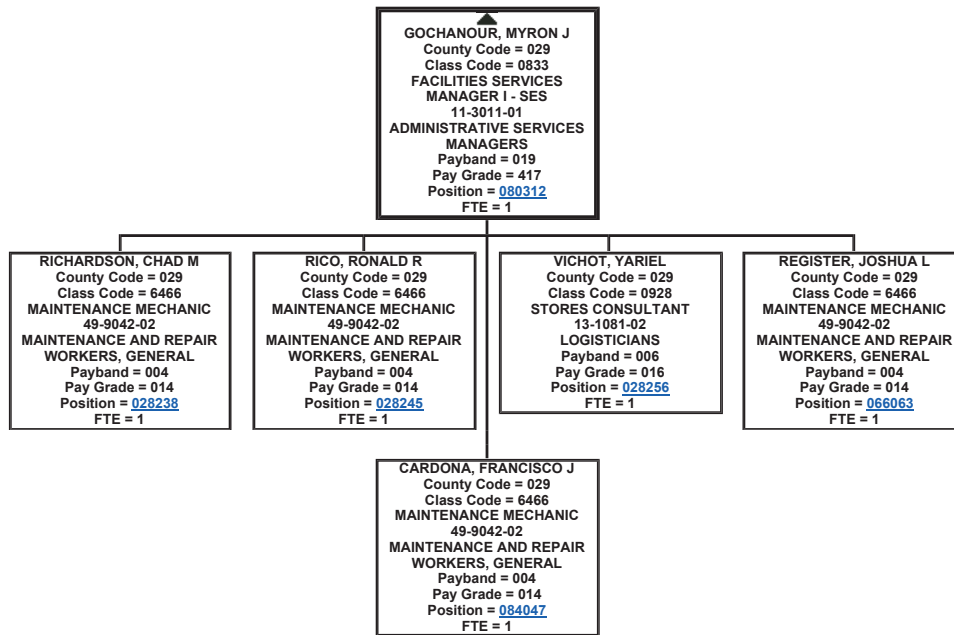 GOCHANOUR, MYRON J
County Code = 029
Class Code = 0833
FACILITIES SERVICES
MANAGER I - SES
11-3011-01
ADMINISTRATIVE SERVICES
MANAGERS
Payband = 019
Pay Grade = 417
Position = 080312
FTE = 1
RICHARDSON, CHAD M
County Code = 029
Class Code = 6466
MAINTENANCE MECHANIC
49-9042-02
MAINTENANCE AND REPAIR
WORKERS, GENERAL
Payband = 004
Pay Grade = 014
Position = 028238
FTE = 1
RICO, RONALD R
County Code = 029
Class Code = 6466
MAINTENANCE MECHANIC
49-9042-02
MAINTENANCE AND REPAIR
WORKERS, GENERAL
Payband = 004
Pay Grade = 014
Position = 028245
FTE = 1
VICHOT, YARIEL
County Code = 029
Class Code = 0928
STORES CONSULTANT
13-1081-02
LOGISTICIANS
Payband = 006
Pay Grade = 016
Position = 028256
FTE = 1
REGISTER, JOSHUA L
County Code = 029
Class Code = 6466
MAINTENANCE MECHANIC
49-9042-02
MAINTENANCE AND REPAIR
WORKERS, GENERAL
Payband = 004
Pay Grade = 014
Position = 066063
FTE = 1
CARDONA, FRANCISCO J
County Code = 029
Class Code = 6466
MAINTENANCE MECHANIC
49-9042-02
MAINTENANCE AND REPAIR
WORKERS, GENERAL
Payband = 004
Pay Grade = 014
Position = 084047
FTE = 1